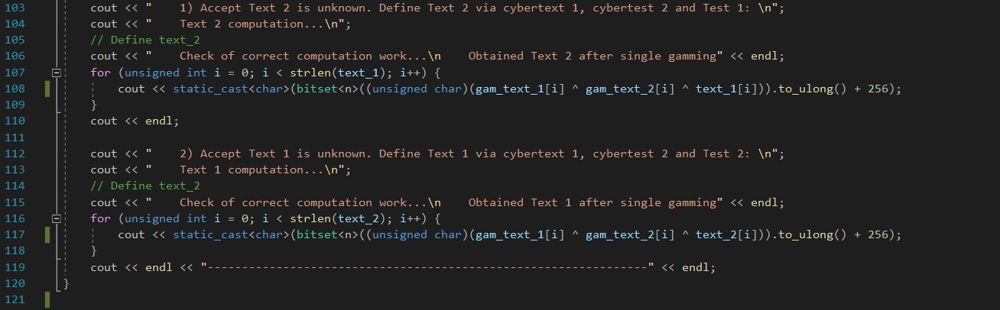 103 cout << "    1) Accept Text 2 is unknown. Define Text 2 via cybertext 1, cybertest 2 and Test 1: \n";
104 cout << "    Text 2 computation...\n";
105 // Define text_2
106 cout << "    Check of correct computation work...\n    Obtained Text 2 after single gamming" << endl;
107 for (unsigned int i = 0; i < strlen(text_1); i++) {
108 cout << static_cast<char>(bitset<n>((unsigned char)(gam_text_1[i] ^ gam_text_2[i] ^ text_1[i])).to_ulong() + 256);
109 }
110 cout << endl;
111
112 cout << "    2) Accept Text 1 is unknown. Define Text 1 via cybertext 1, cybertest 2 and Test 2: \n";
113 cout << "    Text 1 computation...\n";
114 // Define text_2
115 cout << "    Check of correct computation work...\n    Obtained Text 1 after single gamming" << endl;
116 for (unsigned int i = 0; i < strlen(text_2); i++) {
117 cout << static_cast<char>(bitset<n>((unsigned char)(gam_text_1[i] ^ gam_text_2[i] ^ text_2[i])).to_ulong() + 256);
118 }
119 cout << endl << "----------------------------------------------------------------" << endl;
120 }
121